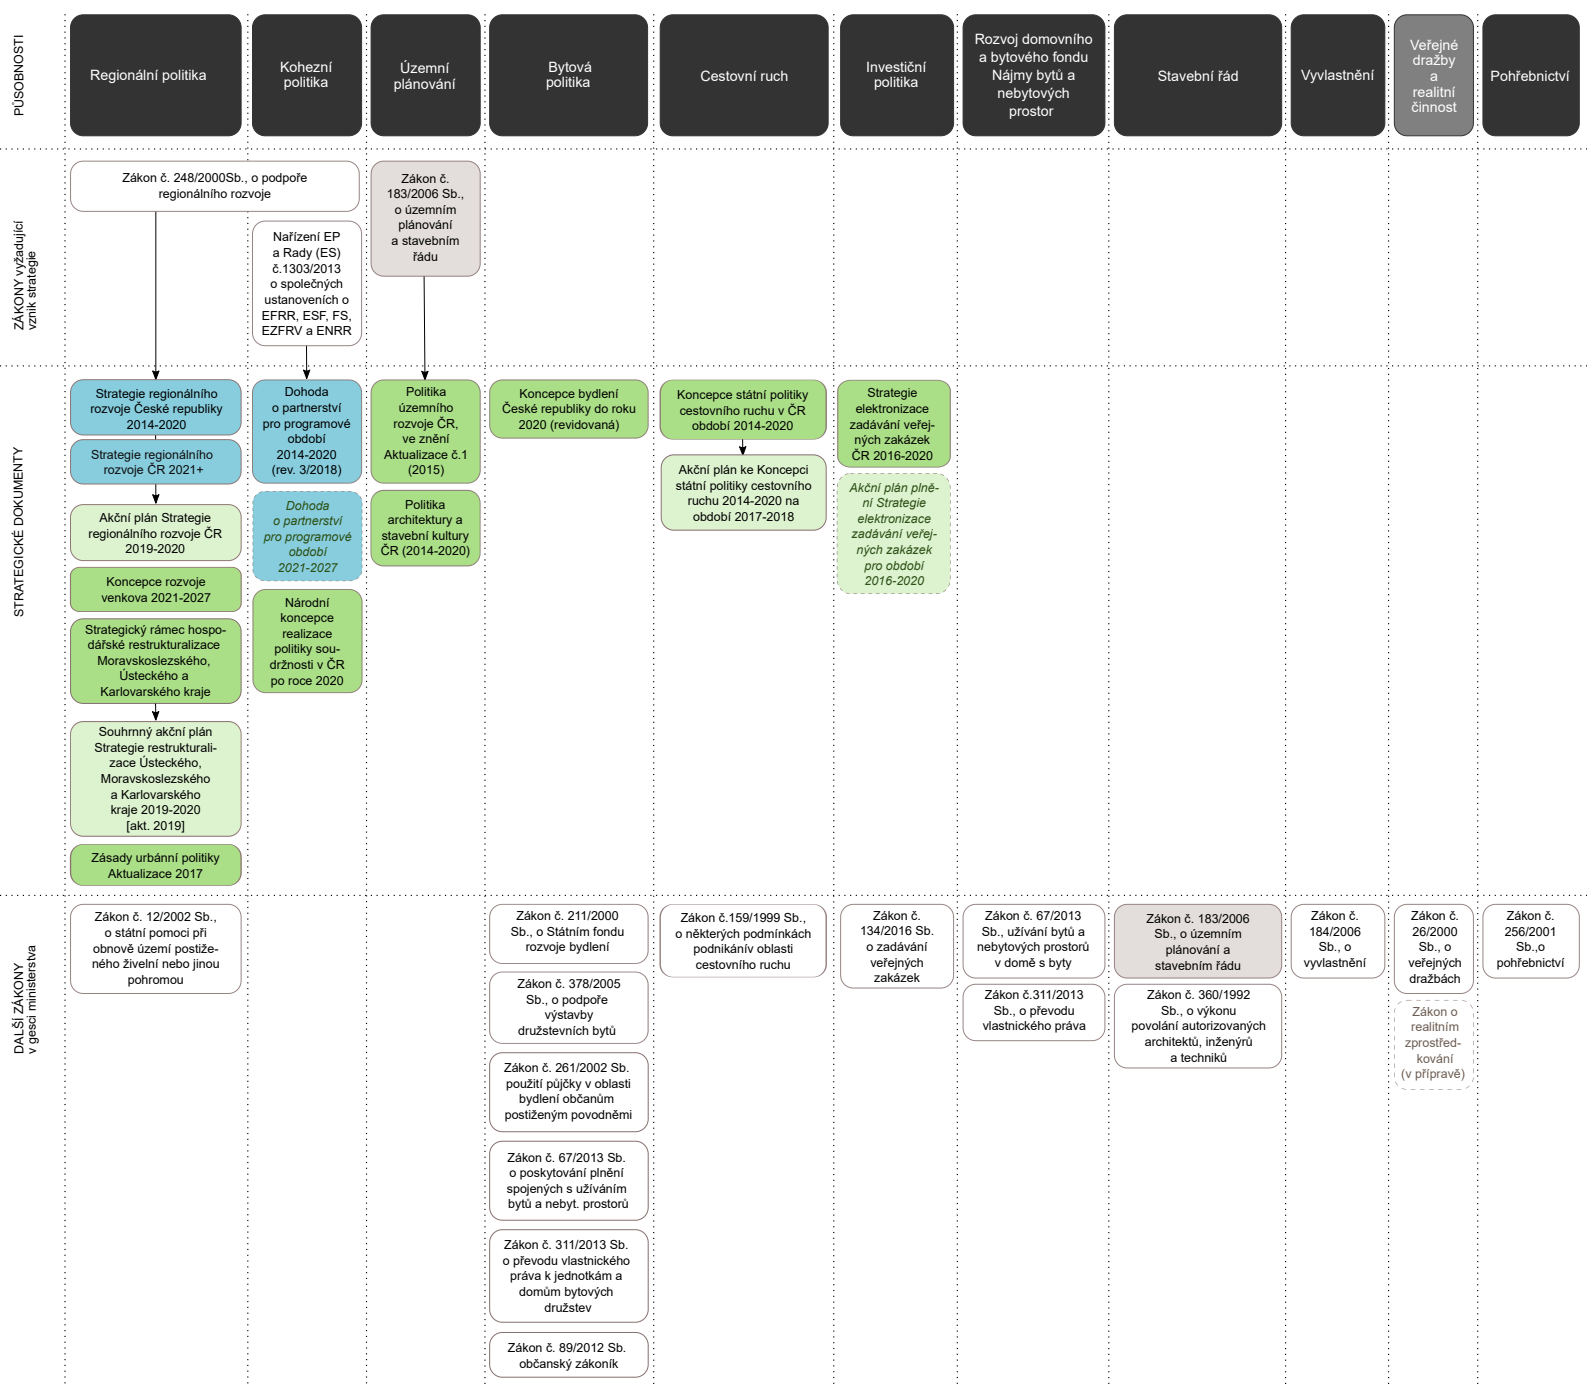 PŮSOBNOSTI
Regionální politika
Kohezní
politika
Územní
plánování
Bytová
politika
Cestovní ruch
Investiční
politika
Rozvoj domovního
a bytového fondu
Nájmy bytů a
nebytových
prostor
Stavební řád
Vyvlastnění
Veřejné
dražby
a
realitní
činnost
Pohřebnictví
ZÁKONY vyžadující
vznik strategie
Zákon č. 248/2000Sb., o podpoře
regionálního rozvoje
Nařízení EP
a Rady (ES)
č.1303/2013
o společných
ustanoveních o
EFRR, ESF, FS,
EZFRV a ENRR
Zákon č.
183/2006 Sb.,
o územním
plánování
a stavebním
řádu
STRATEGICKÉ DOKUMENTY
Strategie regionálního
rozvoje České republiky
2014-2020
Strategie regionálního
rozvoje ČR 2021+
Akční plán Strategie
regionálního rozvoje ČR
2019-2020
Koncepce rozvoje
venkova 2021-2027
Strategický rámec hospo-
dářské restrukturalizace
Moravskoslezského,
Ústeckého a
Karlovarského kraje
Souhrnný akční plán
Strategie restrukturali-
zace Ústeckého,
Moravskoslezského
a Karlovarského
kraje 2019-2020
[akt. 2019]
Zásady urbánní politiky
Aktualizace 2017
Dohoda
o partnerství
pro programové
období
2014-2020
(rev. 3/2018)
Dohoda
o partnerství
pro programové
období
2021-2027
Národní
koncepce
realizace
politiky sou-
držnosti v ČR
po roce 2020
Politika
územního
rozvoje ČR,
ve znění
Aktualizace č.1
(2015)
Politika
architektury a
stavební kultury
ČR (2014-2020)
Koncepce bydlení
České republiky do roku
2020 (revidovaná)
Koncepce státní politiky
cestovního ruchu v ČR
období 2014-2020
Akční plán ke Koncepci
státní politiky cestovního
ruchu 2014-2020 na
období 2017-2018
Strategie
elektronizace
zadávání veřej-
ných zakázek
ČR 2016-2020
Akční plán plně-
ní Strategie
elektronizace
zadávání veřej-
ných zakázek
pro období
2016-2020
DALŠÍ ZÁKONY
v gesci ministerstva
Zákon č. 12/2002 Sb.,
o státní pomoci při
obnově území postiže-
ného živelní nebo jinou
pohromou
Zákon č. 211/2000
Sb., o Státním fondu
rozvoje bydlení
Zákon č. 378/2005
Sb., o podpoře
výstavby
družstevních bytů
Zákon č. 261/2002 Sb.
použití půjčky v oblasti
bydlení občanům
postiženým povodněmi
Zákon č. 67/2013 Sb.
o poskytování plnění
spojených s užíváním
bytů a nebyt. prostorů
Zákon č. 311/2013 Sb.
o převodu vlastnického
práva k jednotkám a
domům bytových
družstev
Zákon č. 89/2012 Sb.
občanský zákoník
Zákon č.159/1999 Sb.,
o některých podmínkách
podnikánív oblasti
cestovního ruchu
Zákon č.
134/2016 Sb.
o zadávání
veřejných
zakázek
Zákon č. 67/2013
Sb., užívání bytů a
nebytových prostorů
v domě s byty
Zákon č.311/2013
Sb., o převodu
vlastnického práva
Zákon č. 183/2006
Sb., o územním
plánování a
stavebním řádu
Zákon č. 360/1992
Sb., o výkonu
povolání autorizovaných
architektů, inženýrů
a techniků
Zákon č.
184/2006
Sb., o
vyvlastnění
Zákon č.
26/2000
Sb., o
veřejných
dražbách
Zákon o
realitním
zprostřed-
kování
(v přípravě)
Zákon č.
256/2001
Sb.,o
pohřebnictví